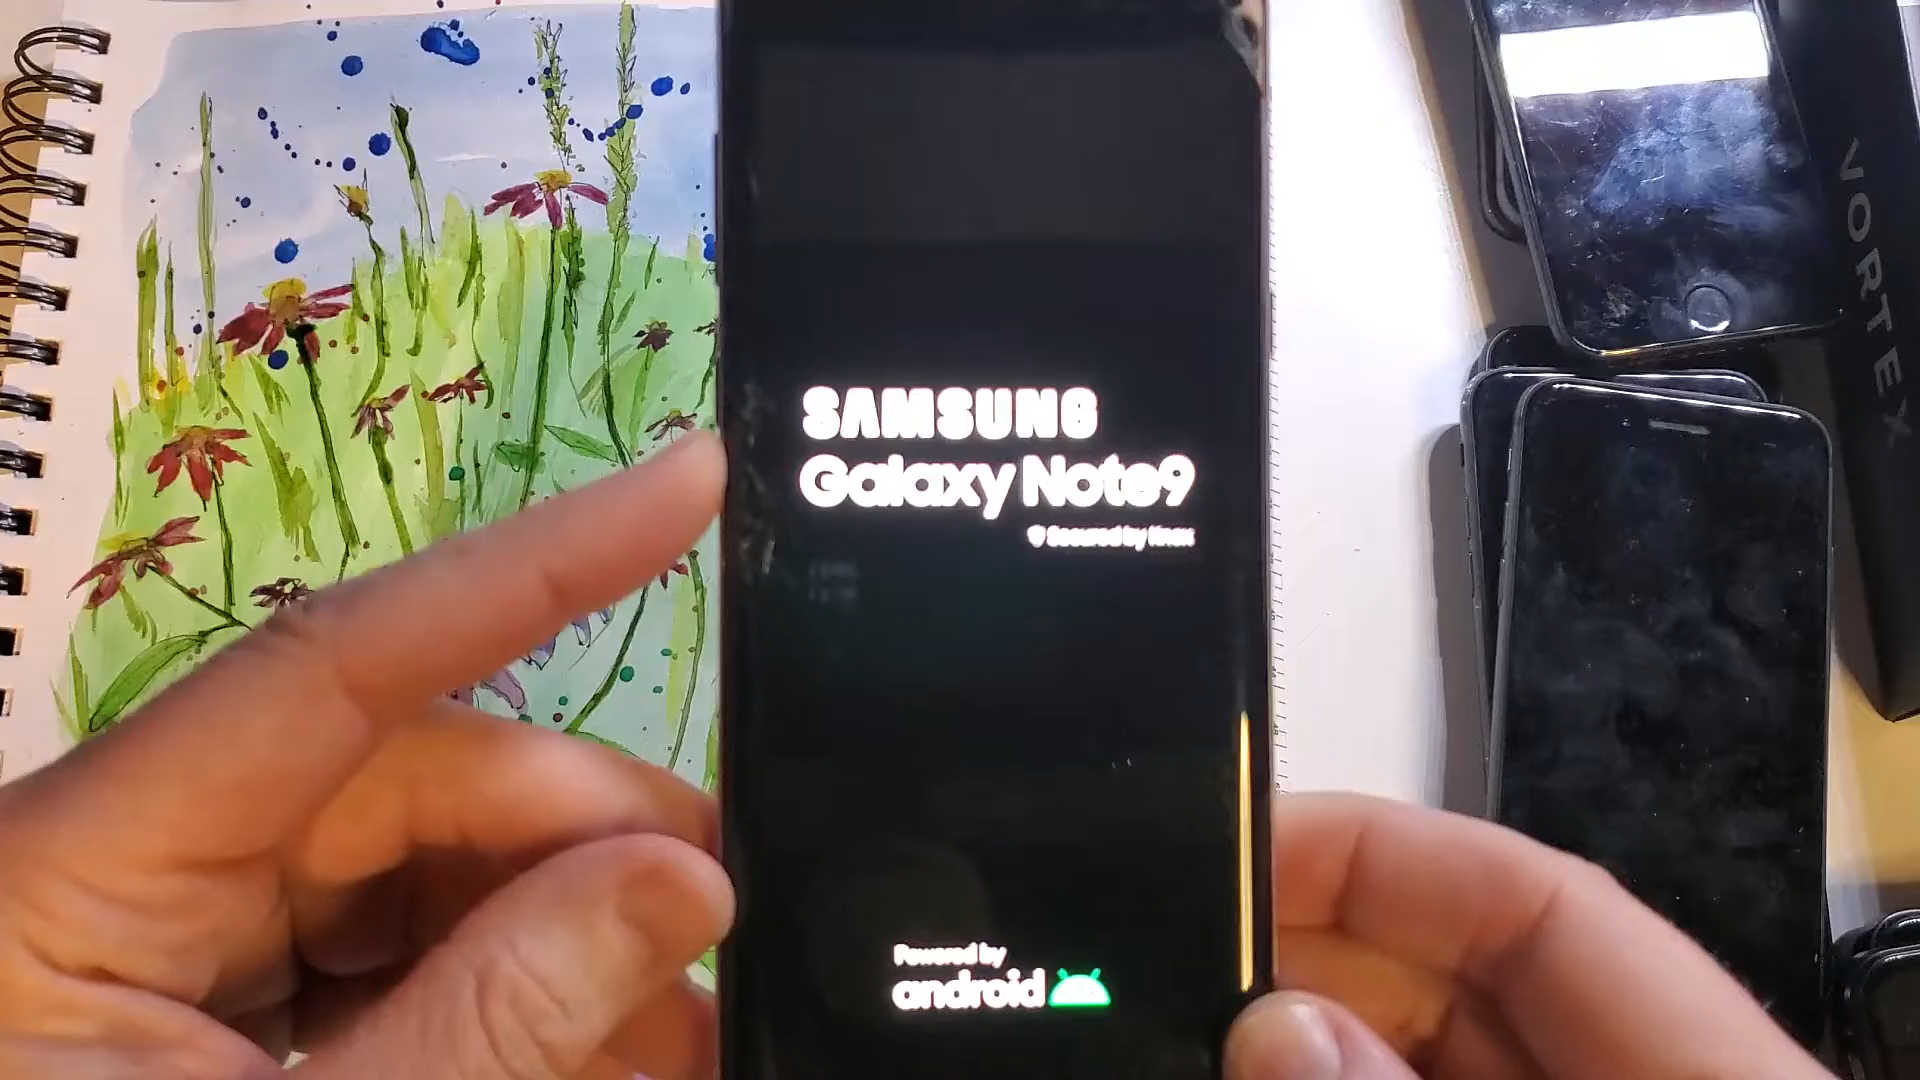 SAMSUNG
Galaxy Note9
Secured by Knox
Powered by
android
VORTEX